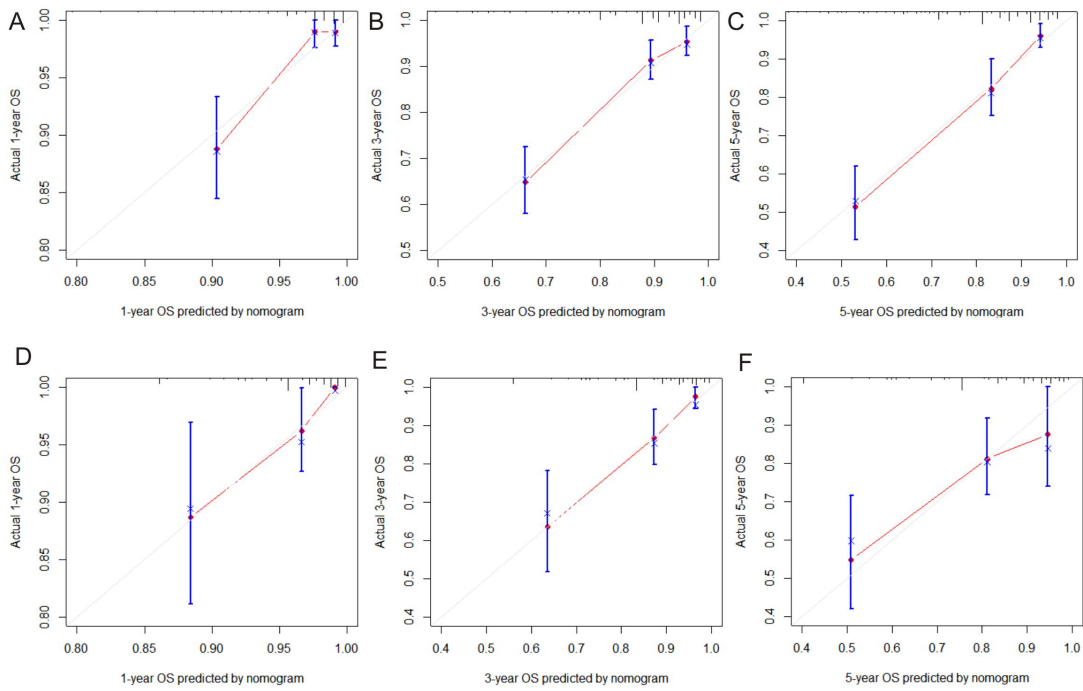 A
Actual 1-year OS
1.00
0.95
0.90
0.85
0.80
0.80 0.85 0.90 0.95 1.00
1-year OS predicted by nomogram
B
Actual 3-year OS
1.0
0.9
0.8
0.7
0.6
0.5
0.5 0.6 0.7 0.8 0.9 1.0
3-year OS predicted by nomogram
C
Actual 5-year OS
1.0
0.9
0.8
0.7
0.6
0.5
0.4
0.4 0.5 0.6 0.7 0.8 0.9 1.0
5-year OS predicted by nomogram
D
Actual 1-year OS
1.00
0.95
0.90
0.85
0.80
0.80 0.85 0.90 0.95 1.00
1-year OS predicted by nomogram
E
Actual 3-year OS
1.0
0.9
0.8
0.7
0.6
0.5
0.4
0.4 0.5 0.6 0.7 0.8 0.9 1.0
3-year OS predicted by nomogram
F
Actual 5-year OS
1.0
0.9
0.8
0.7
0.6
0.5
0.4
0.4 0.5 0.6 0.7 0.8 0.9 1.0
5-year OS predicted by nomogram